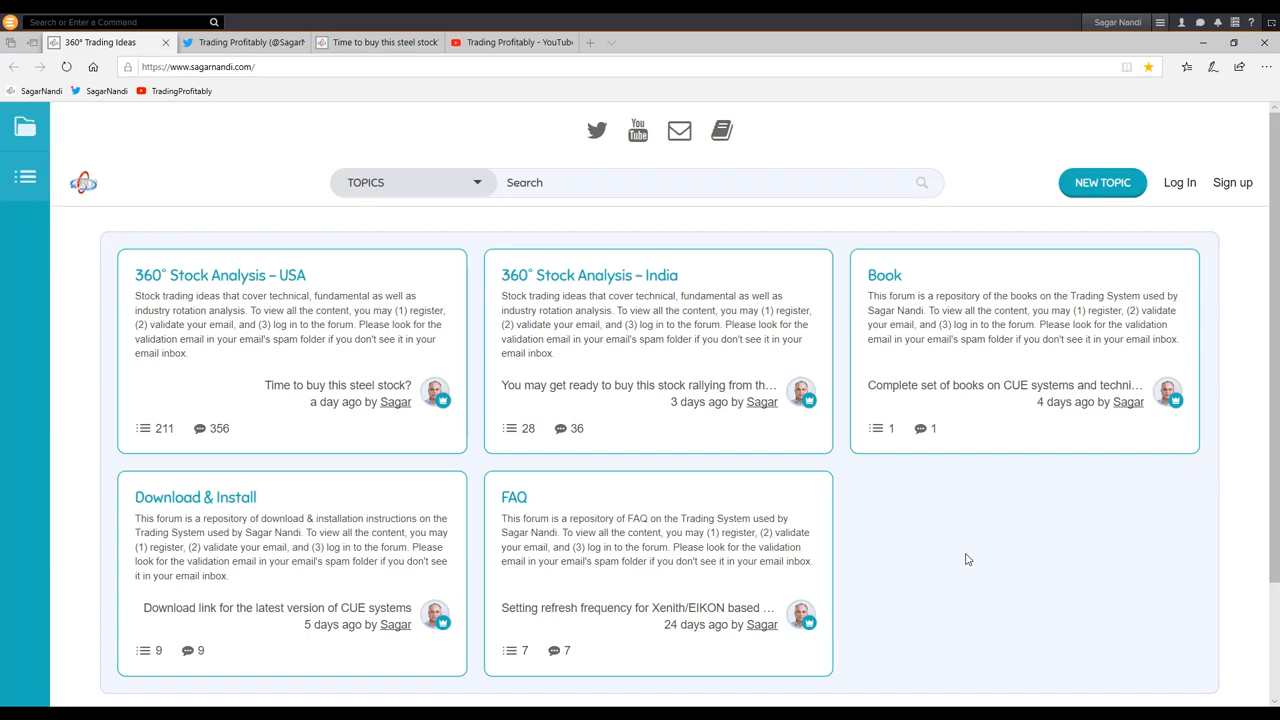 Search or Enter a Command
Sagar Nandi
360° Trading Ideas
Trading Profitably (@SagarN
Time to buy this steel stock?
Trading Profitably - YouTube
https://www.sagarnandi.com/
SagarNandi
SagarNandi
TradingProfitably
You
Tube
TOPICS
Search
NEW TOPIC
Log In
Sign up
360° Stock Analysis – USA
Stock trading ideas that cover technical, fundamental as well as
industry rotation analysis. To view all the content, you may (1) register,
(2) validate your email, and (3) log in to the forum. Please look for the
validation email in your email's spam folder if you don't see it in your
email inbox.
Time to buy this steel stock?
a day ago by Sagar
211
356
360° Stock Analysis – India
Stock trading ideas that cover technical, fundamental as well as
industry rotation analysis. To view all the content, you may (1) register,
(2) validate your email, and (3) log in to the forum. Please look for the
validation email in your email's spam folder if you don't see it in your
email inbox.
You may get ready to buy this stock rallying from th...
3 days ago by Sagar
28
36
Book
This forum is a repository of the books on the Trading System used by
Sagar Nandi. To view all the content, you may (1) register, (2) validate
your email, and (3) log in to the forum. Please look for the validation
email in your email's spam folder if you don't see it in your email inbox.
Complete set of books on CUE systems and techni...
4 days ago by Sagar
1
1
Download & Install
This forum is a repository of download & installation instructions on the
Trading System used by Sagar Nandi. To view all the content, you may
(1) register, (2) validate your email, and (3) log in to the forum. Please
look for the validation email in your email's spam folder if you don't see
it in your email inbox.
Download link for the latest version of CUE systems
5 days ago by Sagar
9
9
FAQ
This forum is a repository of FAQ on the Trading System used by
Sagar Nandi. To view all the content, you may (1) register, (2) validate
your email, and (3) log in to the forum. Please look for the validation
email in your email's spam folder if you don't see it in your email inbox.
Setting refresh frequency for Xenith/EIKON based ...
24 days ago by Sagar
7
7